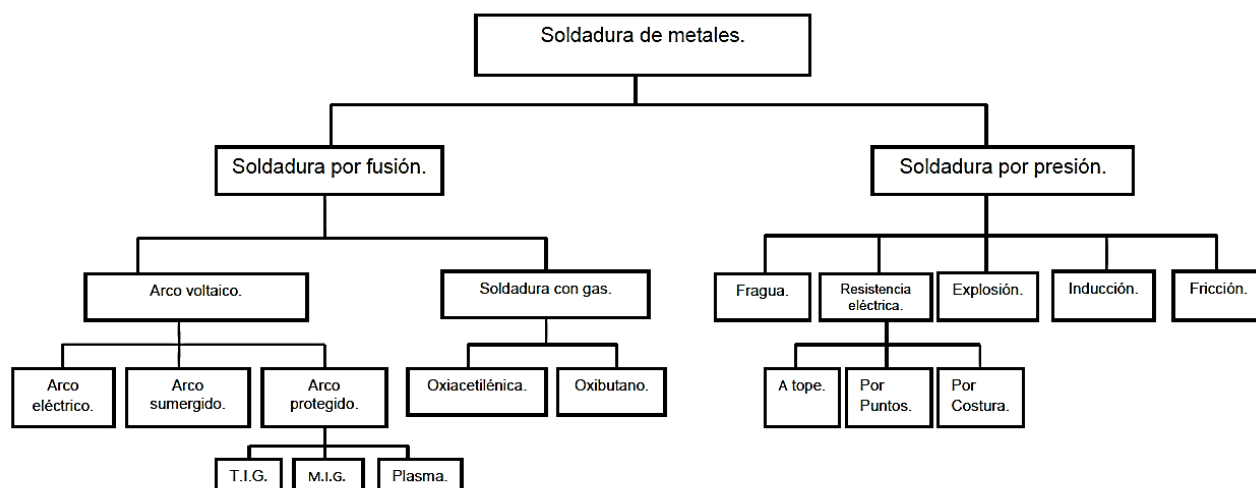 Soldadura de metales.
Soldadura por fusión.
Soldadura por presión.
Arco voltaico.
Soldadura con gas.
Fragua.
Resistencia
eléctrica.
Explosión.
Inducción.
Fricción.
Arco
eléctrico.
Arco
sumergido.
Arco
protegido.
Oxiacetilénica.
Oxibutano.
A tope.
Por
Puntos.
Por
Costura.
T.I.G.
M.I.G.
Plasma.